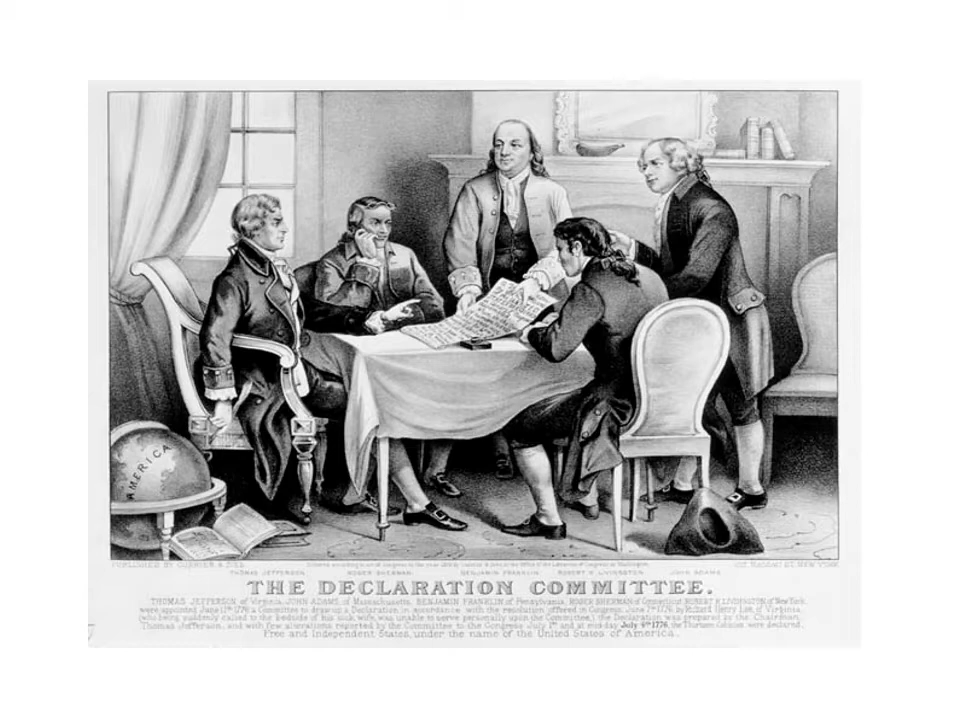 AMERICA
PUBLISHED BY CURRIER & IVES
125 NASSAU ST. NEW YORK
THOMAS JEFFERSON. ROGER SHERMAN. BENJAMIN FRANKLIN. ROBERT R. LIVINGSTON. JOHN ADAMS.
THE DECLARATION COMMITTEE.
THOMAS JEFFERSON of Virginia, JOHN ADAMS, of Massachusetts, BENJAMIN FRANKLIN of Pennsylvania, ROGER SHERMAN of Connecticut, ROBERT R. LIVINGSTON, of New York,
were appointed June 11th 1776, a Committee to draw up a Declaration in accordance with the resolution offered in Congress, June 7th 1776, by Richard Henry Lee, of Virginia,
(who being suddenly called to the bedside of his sick wife, was unable to serve personally upon the Committee,) the Declaration was prepared by the Chairman,
Thomas Jefferson, and with few alterations reported by the Committee to the Congress July 1st and at mid-day July 4th 1776, the Thirteen Colonies were declared,
Free and Independent States, under the name of the United States of America.